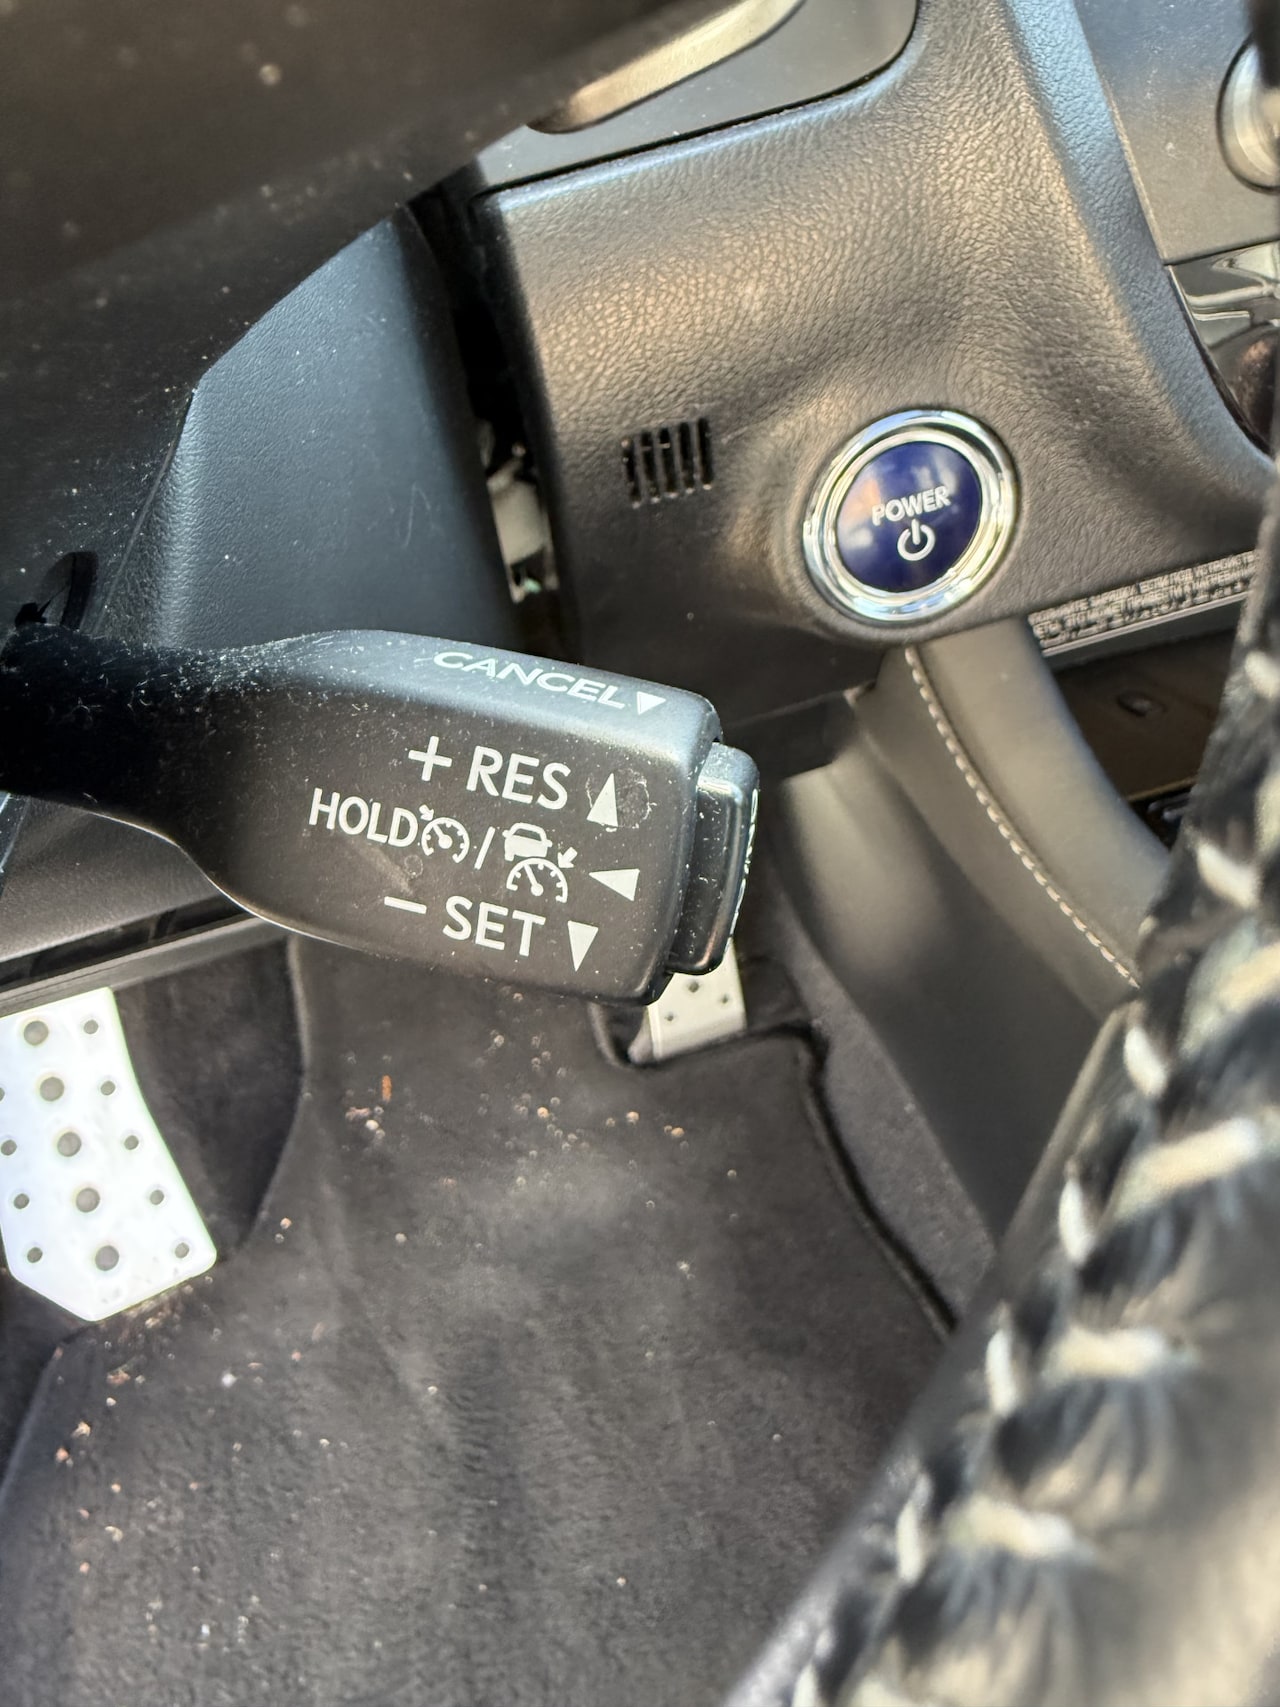 POWER
CANCEL
+ RES
HOLD /
− SET